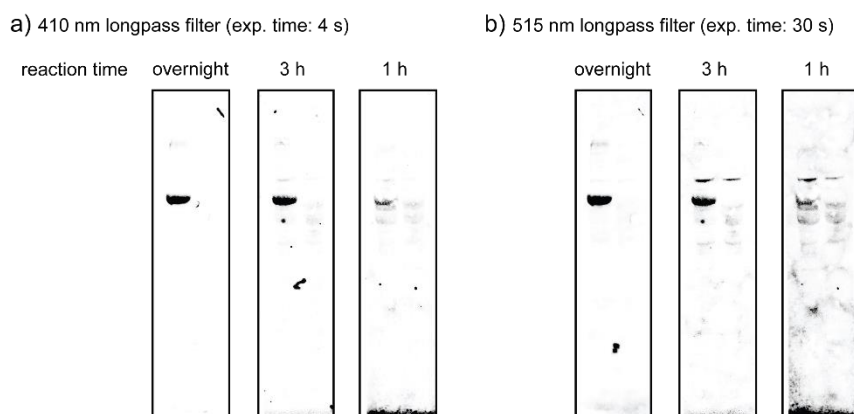 a) 410 nm longpass filter (exp. time: 4 s)
b) 515 nm longpass filter (exp. time: 30 s)
reaction time overnight 3 h 1 h
overnight 3 h 1 h